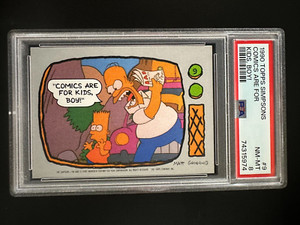 1990 TOPPS SIMPSONS
COMICS ARE FOR
KIDS, BOY!
#9
NM-MT
8
PSA
74315974
"COMICS ARE
FOR KIDS,
BOY!"
9
MATT GROENING